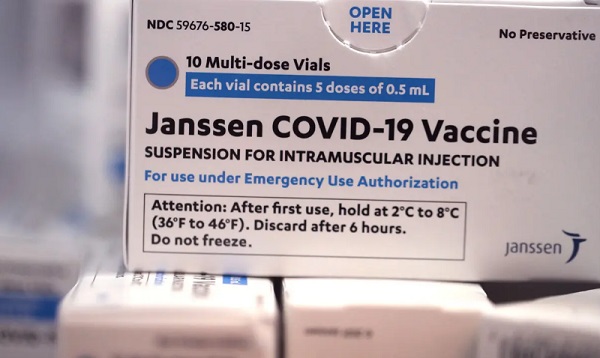 NDC 59676-580-15
OPEN
HERE
No Preservative
10 Multi-dose Vials
Each vial contains 5 doses of 0.5 mL
Janssen COVID-19 Vaccine
SUSPENSION FOR INTRAMUSCULAR INJECTION
For use under Emergency Use Authorization
Attention: After first use, hold at 2°C to 8°C
(36°F to 46°F). Discard after 6 hours.
Do not freeze.
janssen